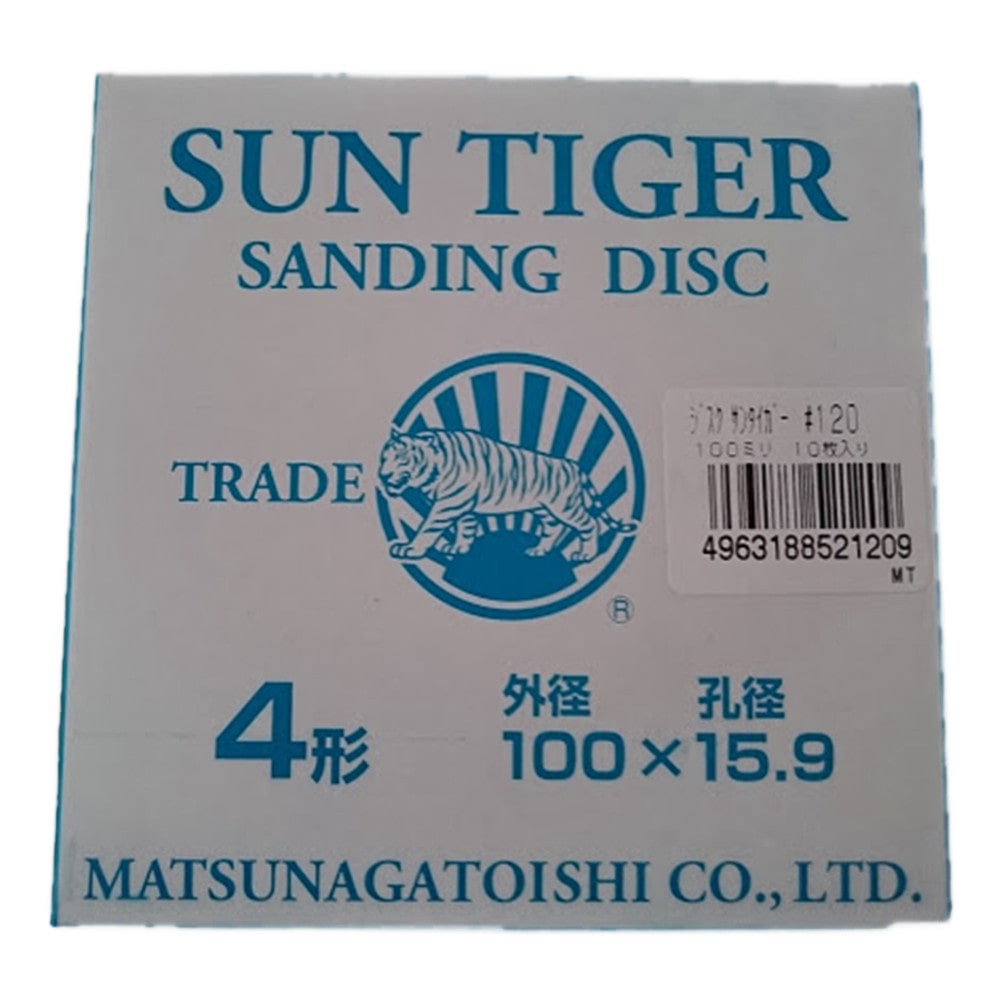 SUN TIGER
SANDING DISC
TRADE
®
ｼﾞｽｸ ｻﾝﾀｲｶﾞｰ #120
100ミリ 10枚入り
4963188521209
MT
4形
外径 孔径
100×15.9
MATSUNAGATOISHI CO., LTD.